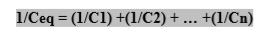 1/Ceq = (1/C1) +(1/C2) + … +(1/Cn)